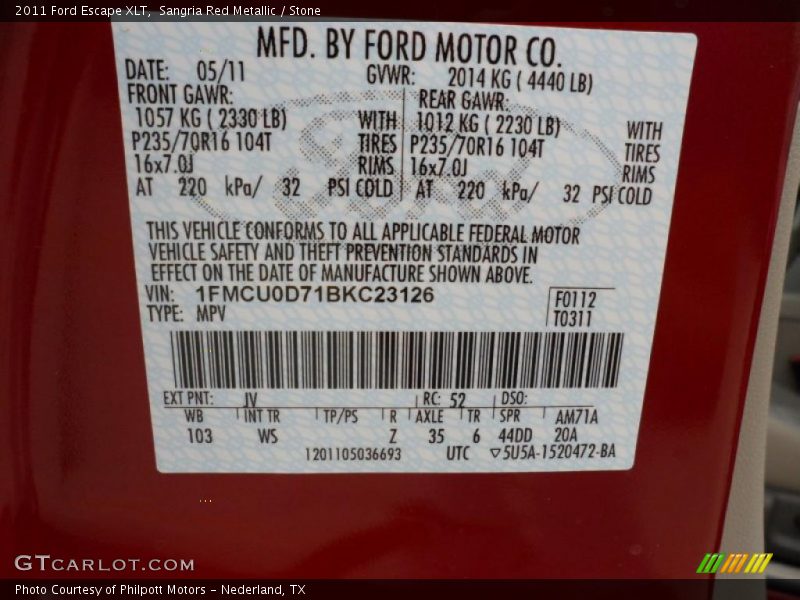 2011 Ford Escape XLT,  Sangria Red Metallic / Stone
MFD. BY FORD MOTOR CO.
DATE: 05/11 GVWR: 2014 KG ( 4440 LB)
FRONT GAWR: REAR GAWR:
1057 KG ( 2330 LB) WITH 1012 KG ( 2230 LB) WITH
P235/70R16 104T TIRES P235/70R16 104T TIRES
16x7.0J RIMS 16x7.0J RIMS
AT 220 kPa/ 32 PSI COLD AT 220 kPa/ 32 PSI COLD
THIS VEHICLE CONFORMS TO ALL APPLICABLE FEDERAL MOTOR
VEHICLE SAFETY AND THEFT PREVENTION STANDARDS IN
EFFECT ON THE DATE OF MANUFACTURE SHOWN ABOVE.
VIN: 1FMCU0D71BKC23126 F0112
TYPE: MPV T0311
EXT PNT: JV RC: 52 DSO:
WB INT TR TP/PS R AXLE TR SPR AM71A
103 WS Z 35 6 44DD 20A
1201105036693 UTC ▽5U5A-1520472-BA
GTCARLOT.COM
Photo Courtesy of Philpott Motors - Nederland, TX